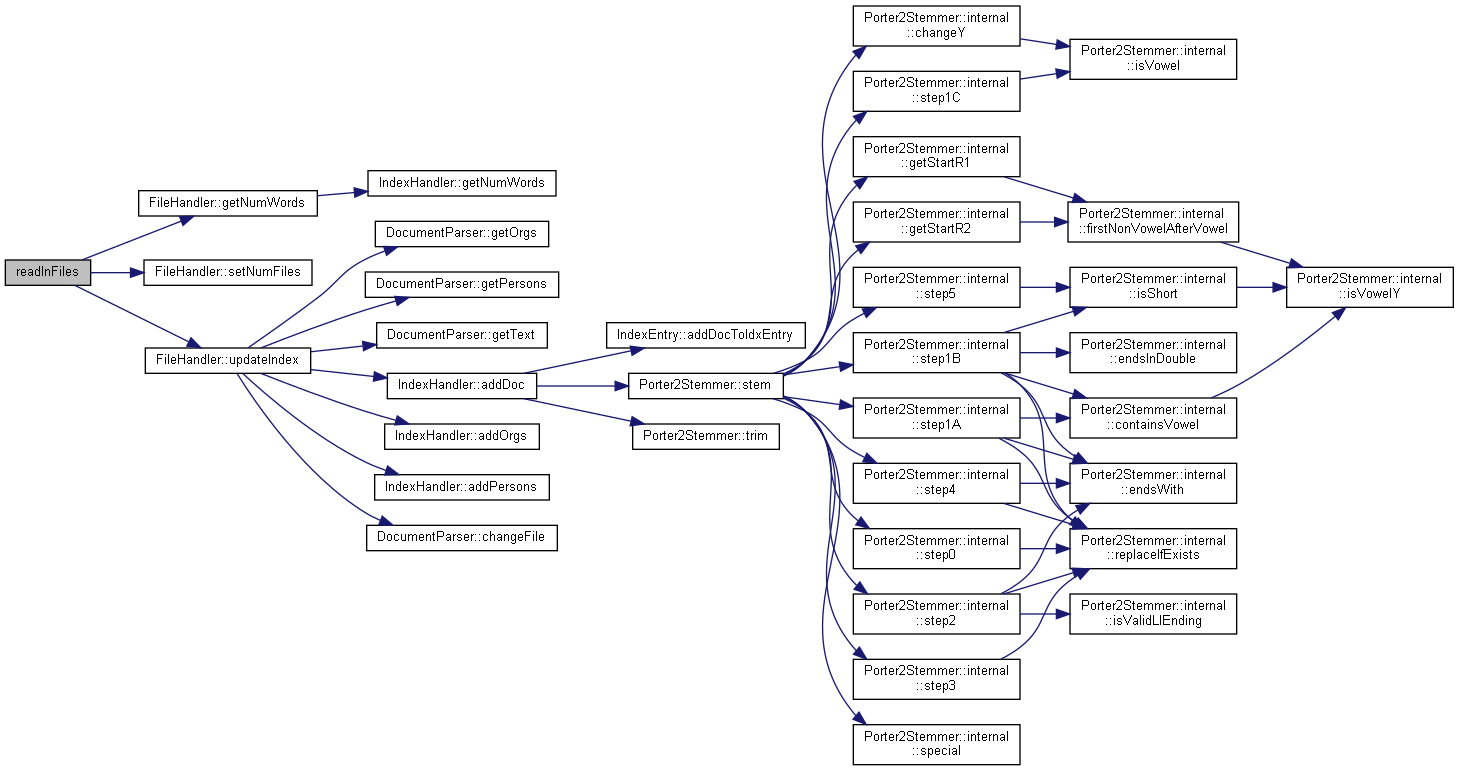 readInFiles
FileHandler::getNumWords
FileHandler::setNumFiles
FileHandler::updateIndex
IndexHandler::getNumWords
DocumentParser::getOrgs
DocumentParser::getPersons
DocumentParser::getText
IndexHandler::addDoc
IndexHandler::addOrgs
IndexHandler::addPersons
DocumentParser::changeFile
IndexEntry::addDocToIdxEntry
Porter2Stemmer::stem
Porter2Stemmer::trim
Porter2Stemmer::internal
::changeY
Porter2Stemmer::internal
::step1C
Porter2Stemmer::internal
::getStartR1
Porter2Stemmer::internal
::getStartR2
Porter2Stemmer::internal
::step5
Porter2Stemmer::internal
::step1B
Porter2Stemmer::internal
::step1A
Porter2Stemmer::internal
::step4
Porter2Stemmer::internal
::step0
Porter2Stemmer::internal
::step2
Porter2Stemmer::internal
::step3
Porter2Stemmer::internal
::special
Porter2Stemmer::internal
::isVowel
Porter2Stemmer::internal
::firstNonVowelAfterVowel
Porter2Stemmer::internal
::isShort
Porter2Stemmer::internal
::endsInDouble
Porter2Stemmer::internal
::containsVowel
Porter2Stemmer::internal
::endsWith
Porter2Stemmer::internal
::replaceIfExists
Porter2Stemmer::internal
::isValidLIEnding
Porter2Stemmer::internal
::isVowelY